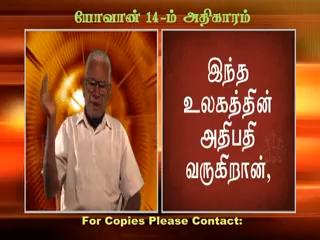 யோவான் 14-ம் அதிகாரம்
இந்த
உலகத்தின்
அதிபதி
வருகிறான்,
For Copies Please Contact: